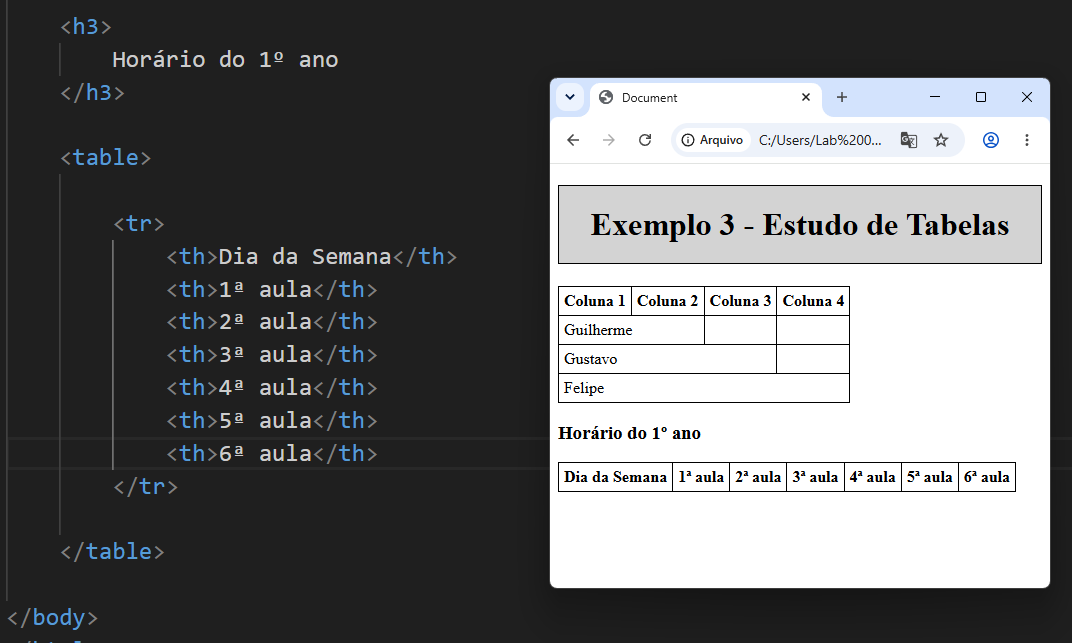 <h3>
Horário do 1º ano
</h3>
<table>
<tr>
<th>Dia da Semana</th>
<th>1ª aula</th>
<th>2ª aula</th>
<th>3ª aula</th>
<th>4ª aula</th>
<th>5ª aula</th>
<th>6ª aula</th>
</tr>
</table>
</body>
Document
Arquivo C:/Users/Lab%200...
Exemplo 3 - Estudo de Tabelas
Coluna 1 Coluna 2 Coluna 3 Coluna 4
Guilherme
Gustavo
Felipe
Horário do 1º ano
Dia da Semana 1ª aula 2ª aula 3ª aula 4ª aula 5ª aula 6ª aula